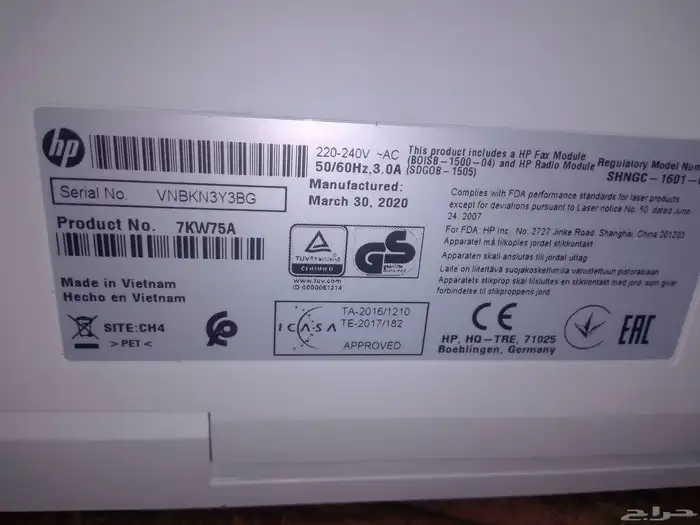 hp
220-240V ~AC
50/60Hz, 3.0A
This product includes a HP Fax Module
(BOISB-1500-04) and HP Radio Module
(SDGOB-1505)
Regulatory Model Num
SHNGC-1601-
Serial No. VNBKN3Y3BG
Manufactured:
March 30, 2020
Product No. 7KW75A
Complies with FDA performance standards for laser products
except for deviations pursuant to Laser notice No. 50, dated June
24, 2007
For FDA: HP Inc. No. 2727 Jinke Road, Shanghai, China 201203
Apparatet må tilkoples jordet stikkontakt
Apparaten skall anslutas till jordat uttag
Laite on liitettävä suojakoskettimilla varustettuun pistorasiaan
Apparatets stikprop skal tilsluttes en stikkontakt med jord, som giver
forbindelse til stikproppens jord.
CERTIFIED
GS
www.tuv.com
ID 0000061214
Made in Vietnam
Hecho en Vietnam
SITE:CH4
> PET <
ICASA
TA-2016/1210
TE-2017/182
APPROVED
CE
HP, HQ-TRE, 71025
Boeblingen, Germany
EAC
حراج